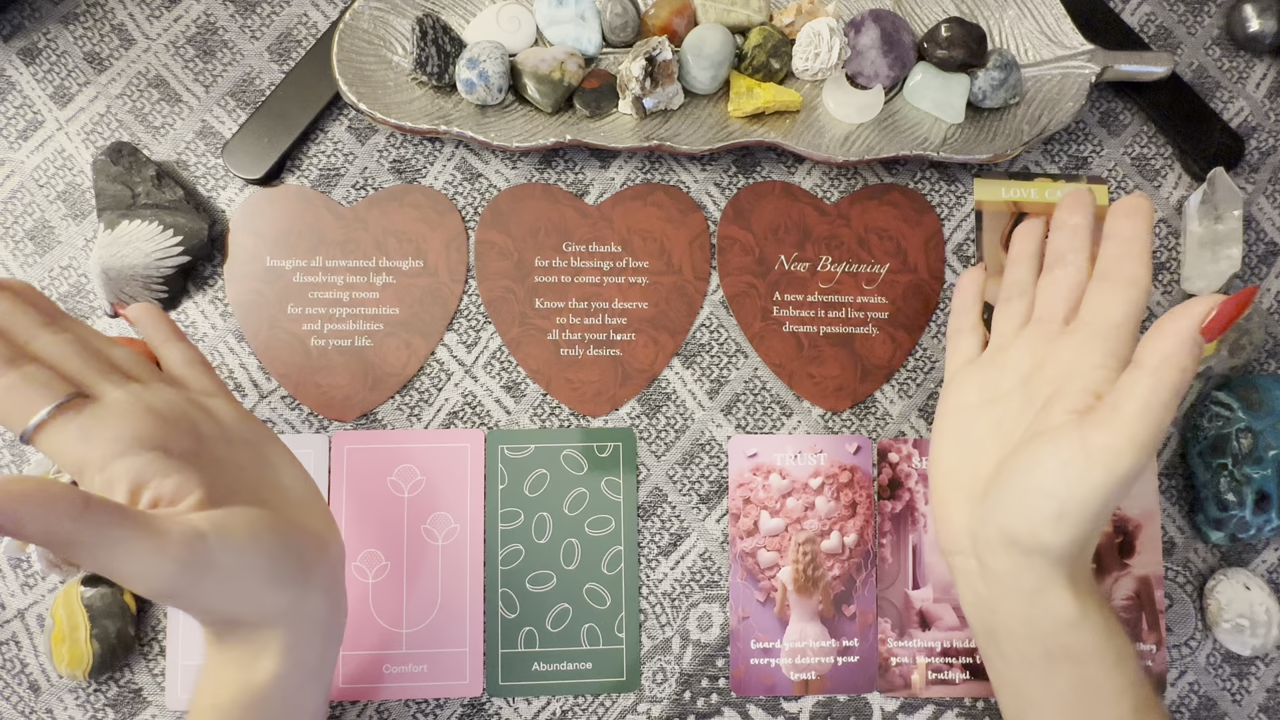 LOVE
Imagine all unwanted thoughts
dissolving into light,
creating room
for new opportunities
and possibilities
for your life.
Give thanks
for the blessings of love
soon to come your way.
Know that you deserve
to be and have
all that your heart
truly desires.
New Beginning
A new adventure awaits.
Embrace it and live your
dreams passionately.
Comfort
Abundance
TRUST
Guard your heart: not
everyone deserves your
trust.
Something is
you: someone isn't
truthful.